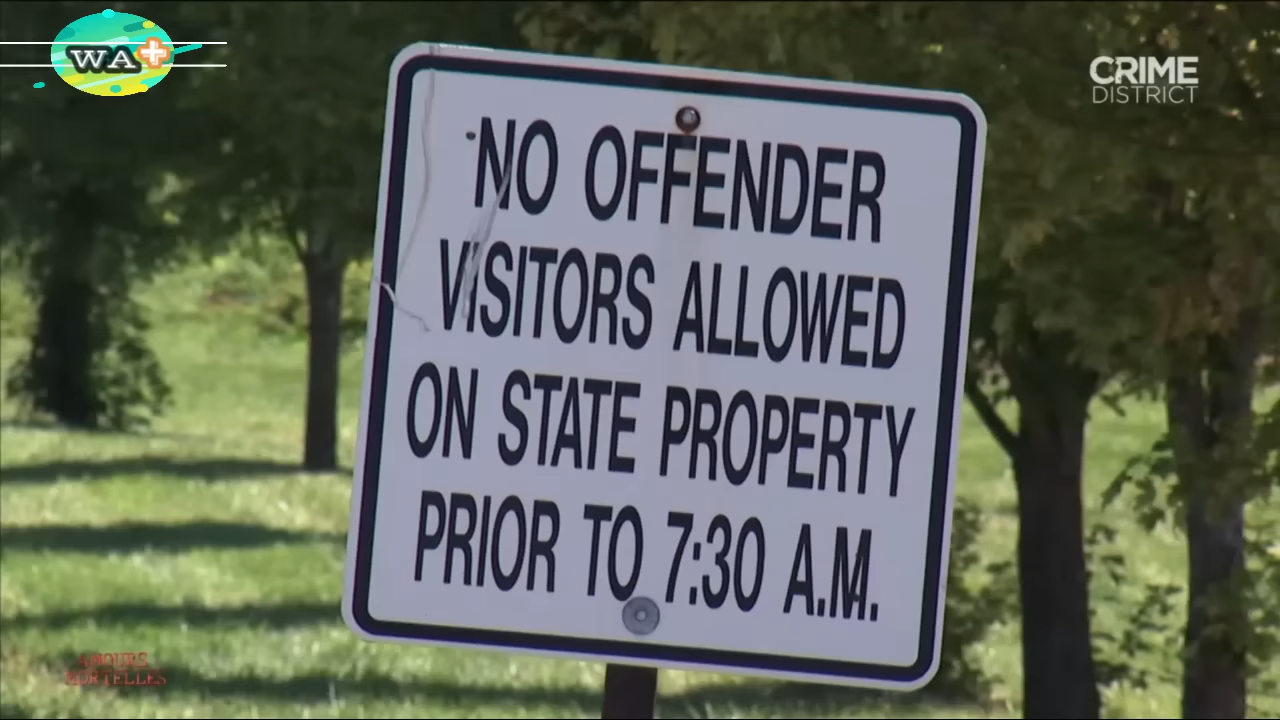 WA+
CRIME
DISTRICT
NO OFFENDER
VISITORS ALLOWED
ON STATE PROPERTY
PRIOR TO 7:30 A.M.
AMOURS
MORTELLES